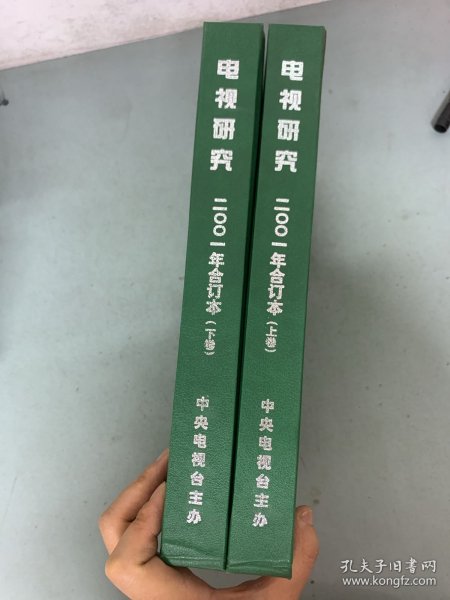 电视研究
二〇〇一年合订本(下卷)
中央电视台主办
电视研究
二〇〇一年合订本(上卷)
中央电视台主办
孔夫子旧书网
www.kongfz.com